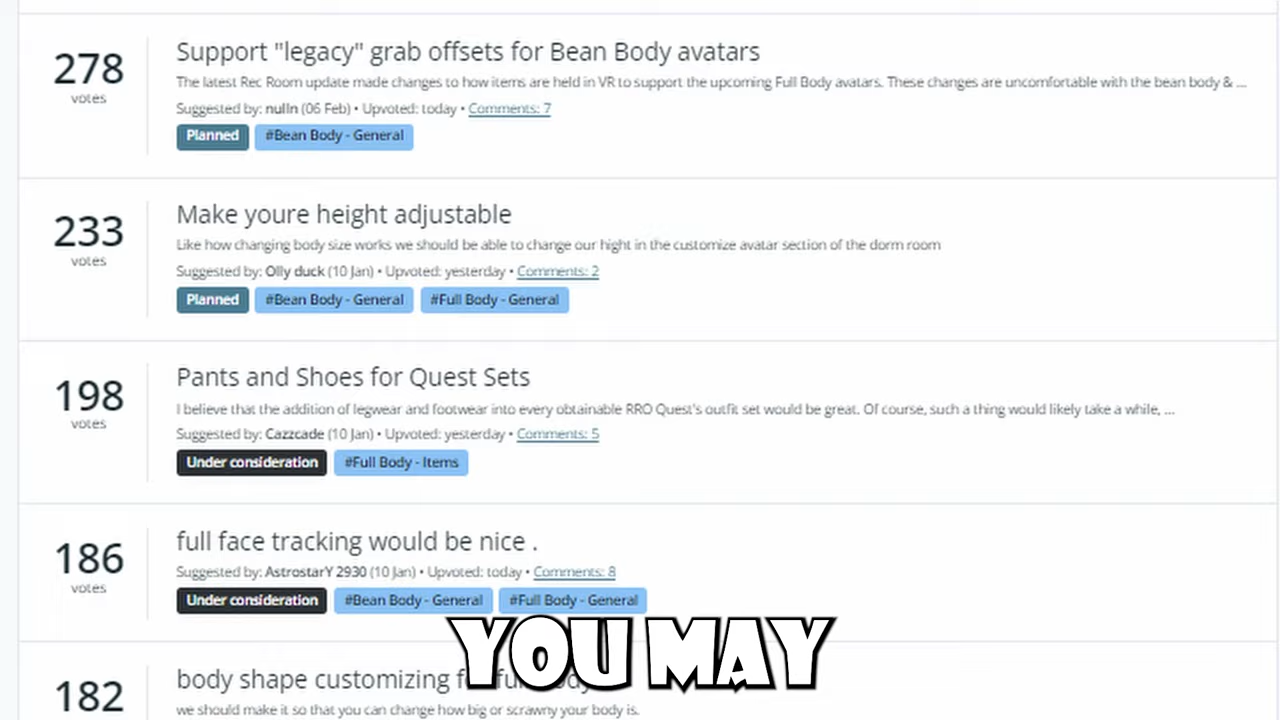 278
votes
Support "legacy" grab offsets for Bean Body avatars
The latest Rec Room update made changes to how items are held in VR to support the upcoming Full Body avatars. These changes are uncomfortable with the bean body & ...
Suggested by: nulln (06 Feb) • Upvoted: today • Comments: 7
Planned #Bean Body - General
233
votes
Make youre height adjustable
Like how changing body size works we should be able to change our hight in the customize avatar section of the dorm room
Suggested by: Olly duck (10 Jan) • Upvoted: yesterday • Comments: 2
Planned #Bean Body - General #Full Body - General
198
votes
Pants and Shoes for Quest Sets
I believe that the addition of legwear and footwear into every obtainable RRO Quest's outfit set would be great. Of course, such a thing would likely take a while, ...
Suggested by: Cazzcade (10 Jan) • Upvoted: yesterday • Comments: 5
Under consideration #Full Body - Items
186
votes
full face tracking would be nice .
Suggested by: AstrostarY 2930 (10 Jan) • Upvoted: today • Comments: 8
Under consideration #Bean Body - General #Full Body - General
YOU MAY
182
body shape customizing
we should make it so that you can change how big or scrawny your body is.